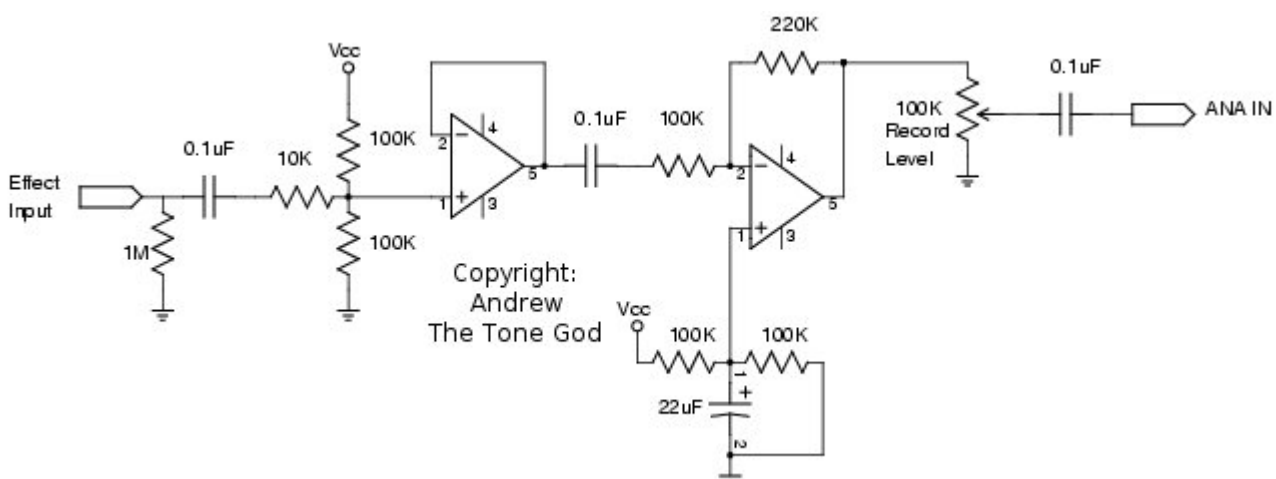 220K
Vcc
0.1uF
100K
100K
Record
Level
ANA IN
4
2
5
1
3
0.1uF
100K
0.1uF
10K
100K
Effect
Input
4
2
5
1
3
1M
100K
Copyright:
Andrew
The Tone God
Vcc
100K
100K
1
22uF
2